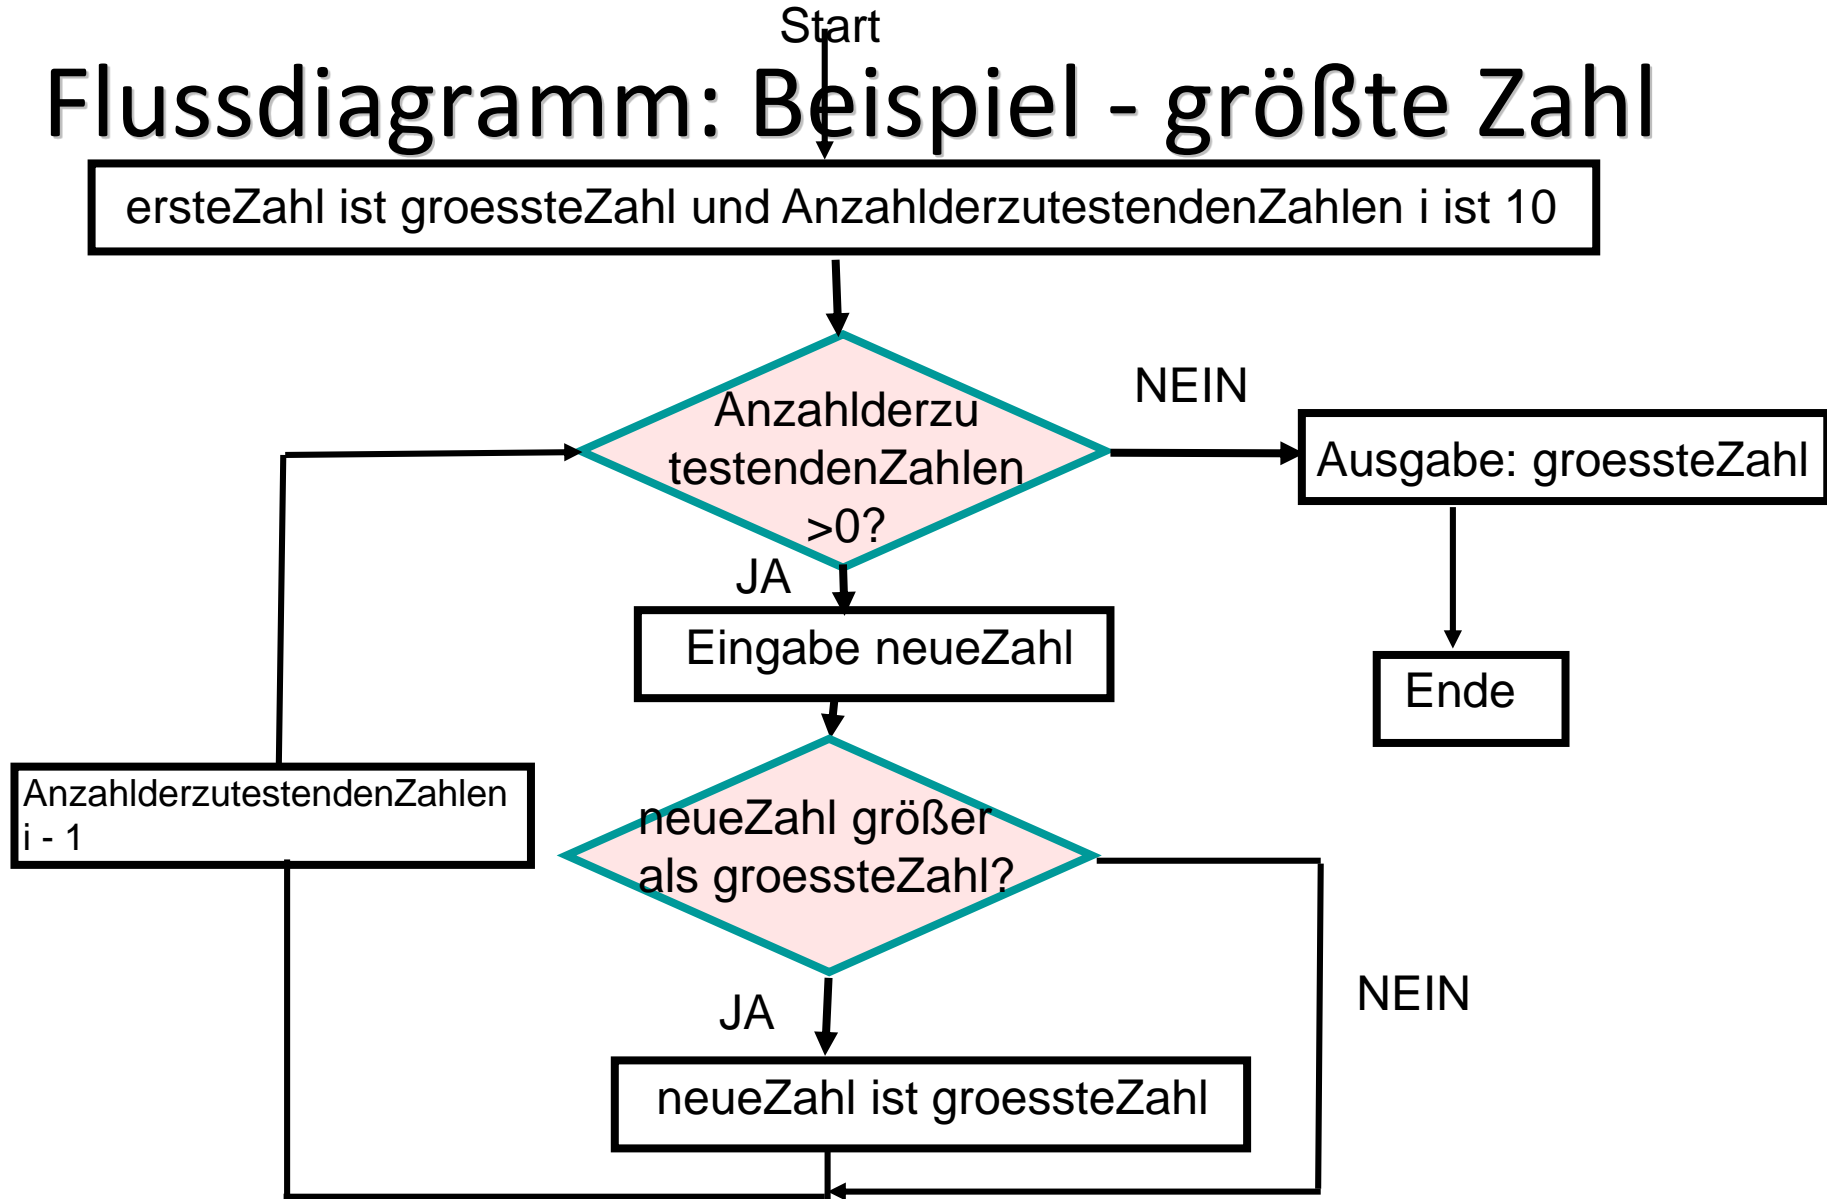 Start
Flussdiagramm: Beispiel - größte Zahl
ersteZahl ist groessteZahl und AnzahlderzutestendenZahlen i ist 10
Anzahlderzu
testendenZahlen
>0?
NEIN
Ausgabe: groessteZahl
Ende
JA
Eingabe neueZahl
neueZahl größer
als groessteZahl?
NEIN
JA
neueZahl ist groessteZahl
AnzahlderzutestendenZahlen
i - 1